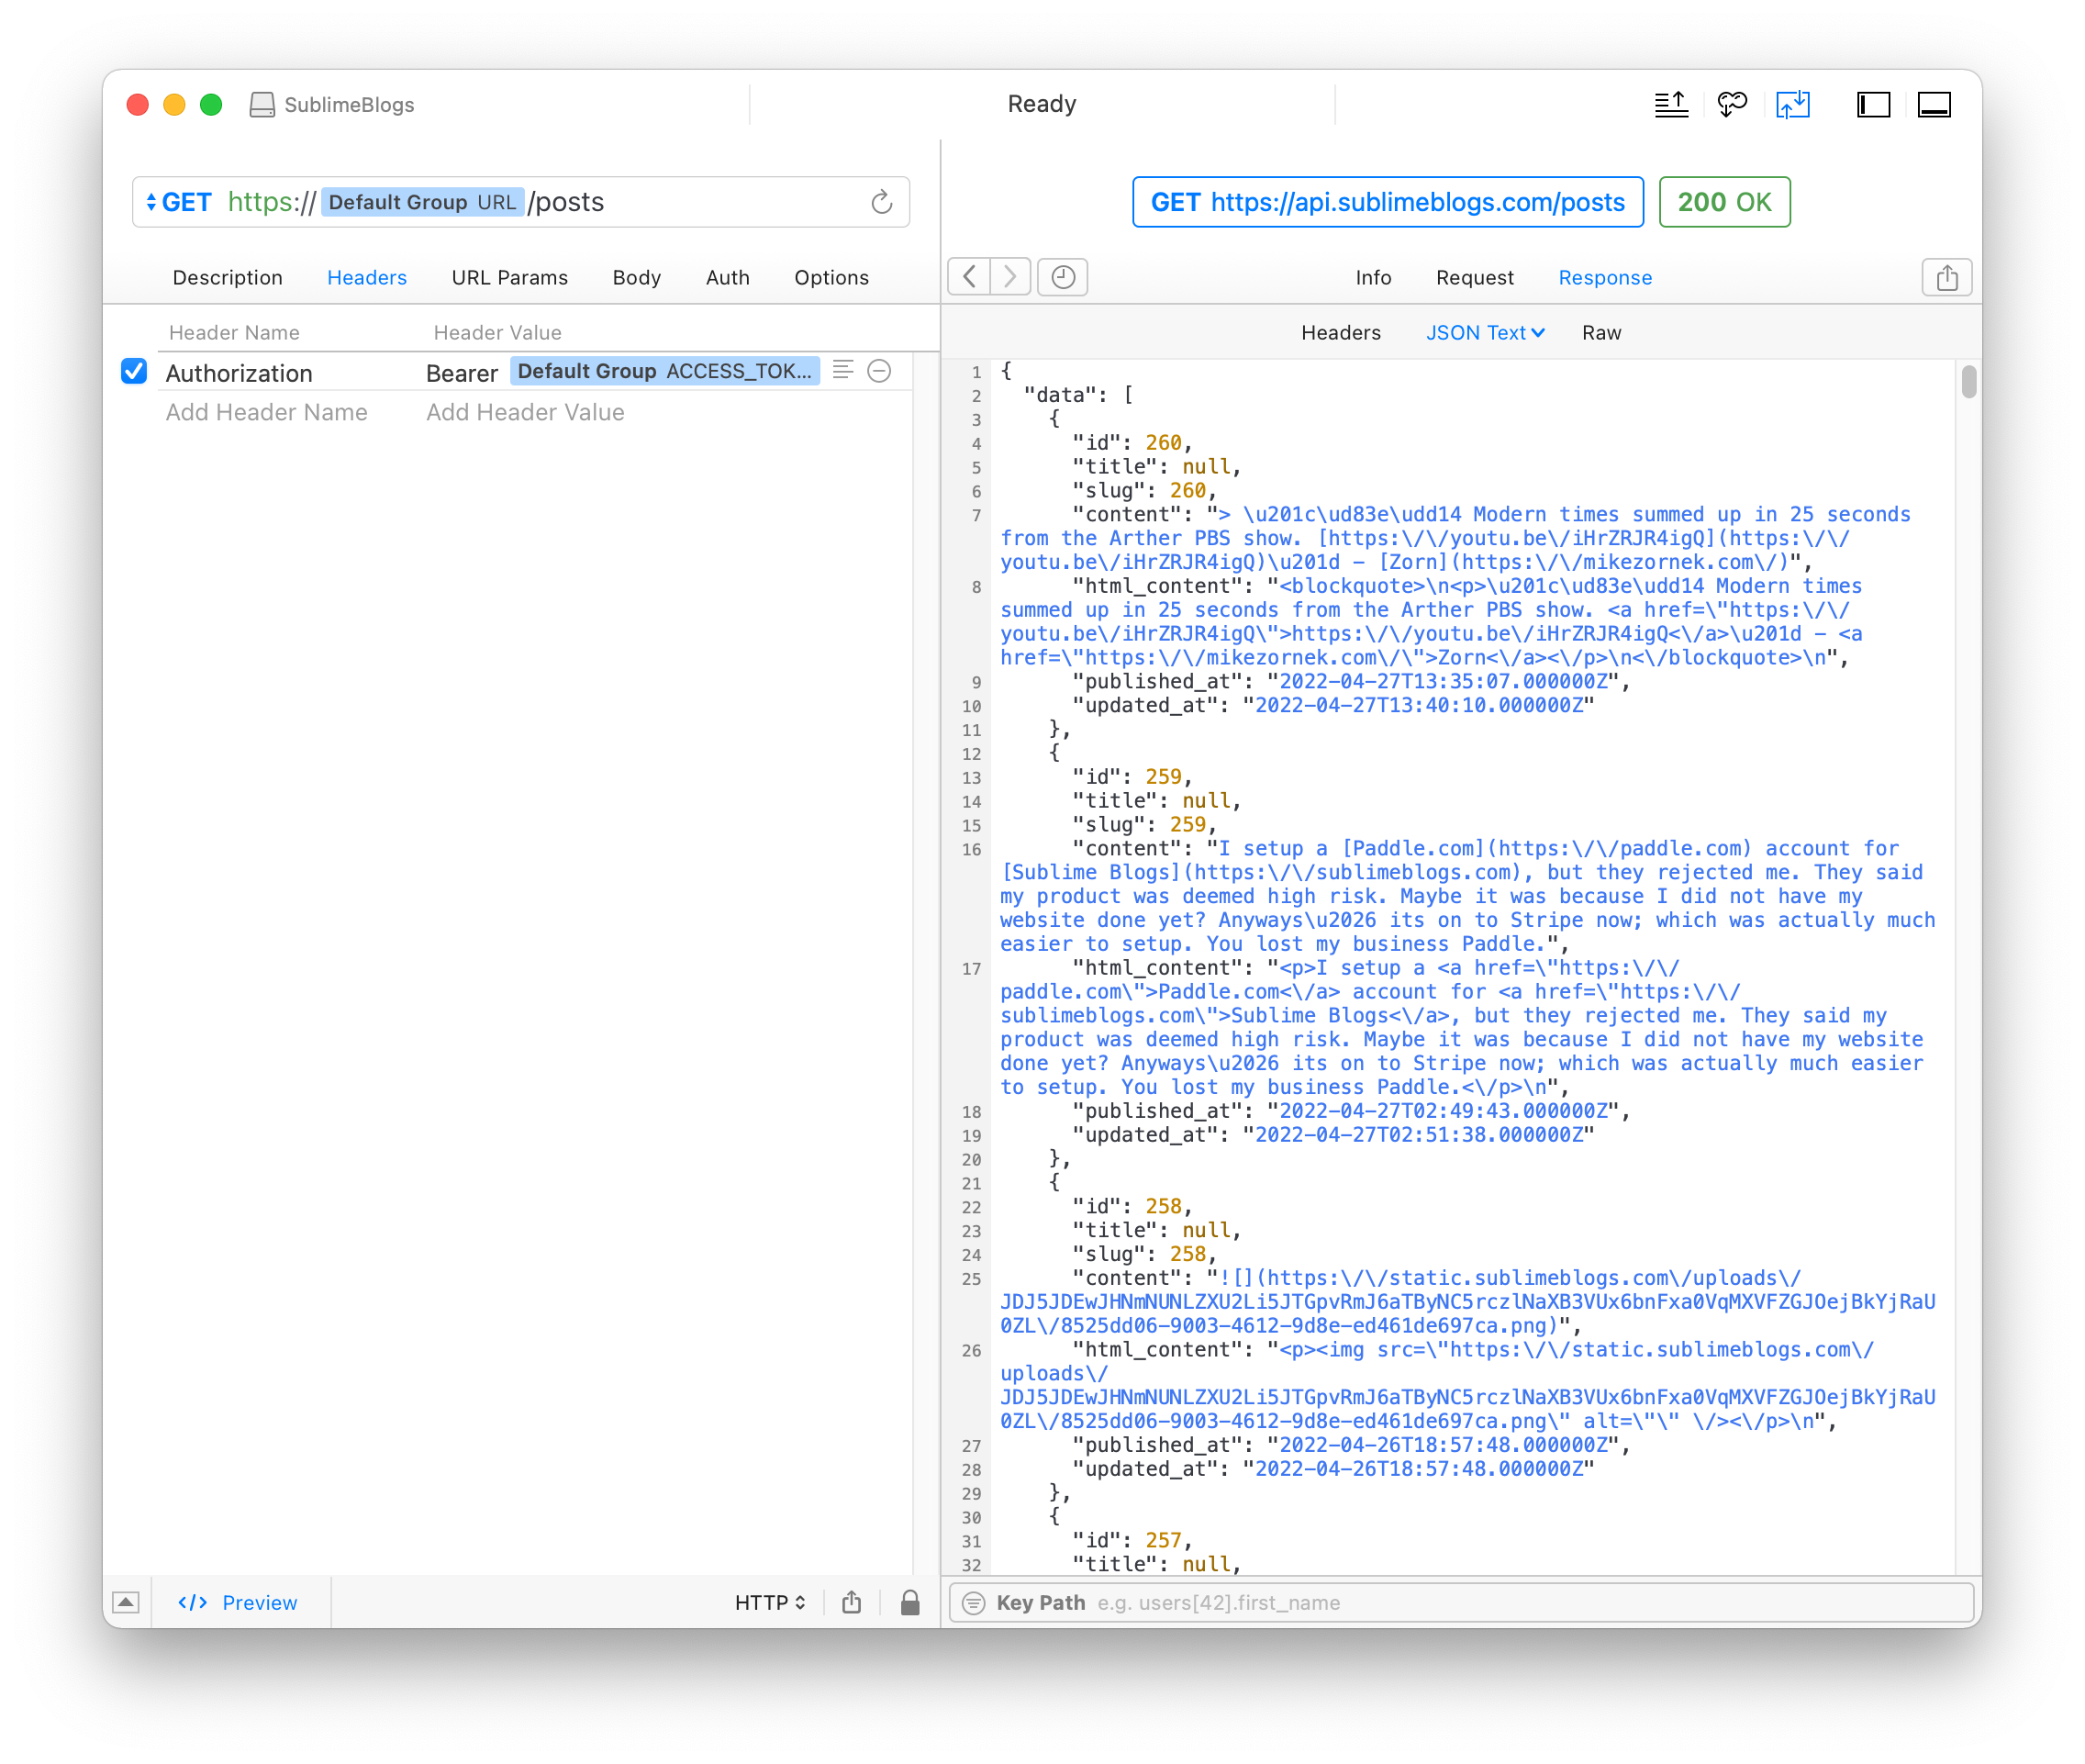 SublimeBlogs
Ready
GET https://Default Group URL/posts
GET https://api.sublimeblogs.com/posts
200 OK
Description Headers URL Params Body Auth Options
Info Request Response
Header Name Header Value
Headers JSON Text Raw
Authorization Bearer Default Group ACCESS_TOK...
Add Header Name Add Header Value
1 {
2 "data": [
3 {
4 "id": 260,
5 "title": null,
6 "slug": 260,
7 "content": "> \u201c\ud83e\udd14 Modern times summed up in 25 seconds
from the Arther PBS show. [https:\/\/youtu.be\/iHrZRJR4igQ](https:\/\/
youtu.be\/iHrZRJR4igQ)\u201d – [Zorn](https:\/\/mikezornek.com\/)",
8 "html_content": "<blockquote>\n<p>\u201c\ud83e\udd14 Modern times
summed up in 25 seconds from the Arther PBS show. <a href=\"https:\/\/
youtu.be\/iHrZRJR4igQ\">https:\/\/youtu.be\/iHrZRJR4igQ<\/a>\u201d – <a
href=\"https:\/\/mikezornek.com\/\">Zorn<\/a><\/p>\n<\/blockquote>\n",
9 "published_at": "2022-04-27T13:35:07.000000Z",
10 "updated_at": "2022-04-27T13:40:10.000000Z"
11 },
12 {
13 "id": 259,
14 "title": null,
15 "slug": 259,
16 "content": "I setup a [Paddle.com](https:\/\/paddle.com) account for
[Sublime Blogs](https:\/\/sublimeblogs.com), but they rejected me. They said
my product was deemed high risk. Maybe it was because I did not have my
website done yet? Anyways\u2026 its on to Stripe now; which was actually much
easier to setup. You lost my business Paddle.",
17 "html_content": "<p>I setup a <a href=\"https:\/\/
paddle.com\">Paddle.com<\/a> account for <a href=\"https:\/\/
sublimeblogs.com\">Sublime Blogs<\/a>, but they rejected me. They said my
product was deemed high risk. Maybe it was because I did not have my website
done yet? Anyways\u2026 its on to Stripe now; which was actually much easier
to setup. You lost my business Paddle.<\/p>\n",
18 "published_at": "2022-04-27T02:49:43.000000Z",
19 "updated_at": "2022-04-27T02:51:38.000000Z"
20 },
21 {
22 "id": 258,
23 "title": null,
24 "slug": 258,
25 "content": "![](https:\/\/static.sublimeblogs.com\/uploads\/
JDJ5JDEwJHNmNUNLZXU2Li5JTGpvRmJ6aTByNC5rczlNaXB3VUx6bnFxa0VqMXVFZGJOejBkYjRaU
0ZL\/8525dd06-9003-4612-9d8e-ed461de697ca.png)",
26 "html_content": "<p><img src=\"https:\/\/static.sublimeblogs.com\/
uploads\/
JDJ5JDEwJHNmNUNLZXU2Li5JTGpvRmJ6aTByNC5rczlNaXB3VUx6bnFxa0VqMXVFZGJOejBkYjRaU
0ZL\/8525dd06-9003-4612-9d8e-ed461de697ca.png\" alt=\"\" \/><\/p>\n",
27 "published_at": "2022-04-26T18:57:48.000000Z",
28 "updated_at": "2022-04-26T18:57:48.000000Z"
29 },
30 {
31 "id": 257,
32 "title": null,
</> Preview HTTP
Key Path e.g. users[42].first_name